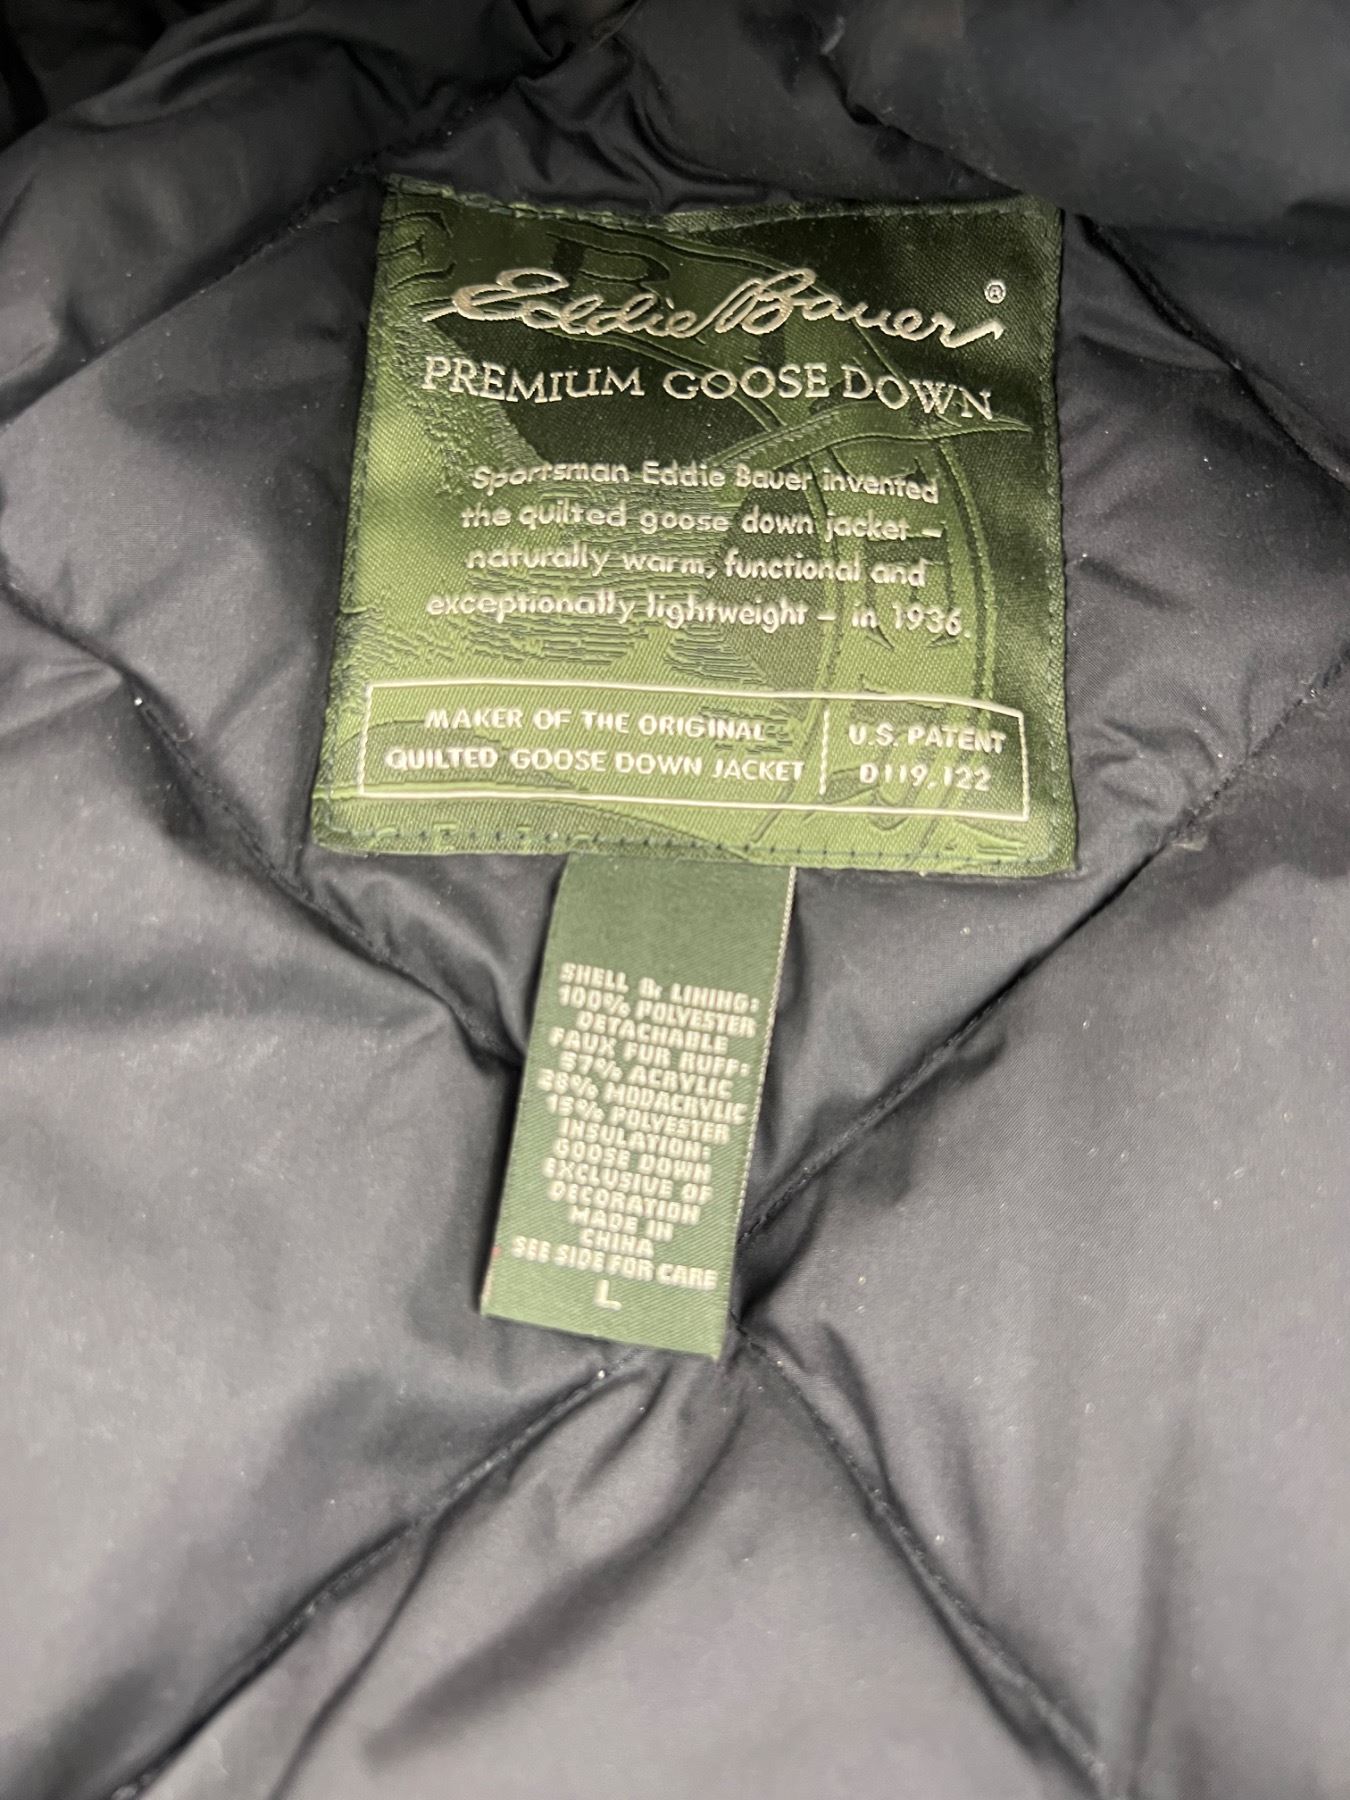 Eddie Bauer ®
PREMIUM GOOSE DOWN
Sportsman Eddie Bauer invented
the quilted goose down jacket –
naturally warm, functional and
exceptionally lightweight – in 1936.
MAKER OF THE ORIGINAL
QUILTED GOOSE DOWN JACKET
U.S. PATENT
D119,122
SHELL & LINING:
100% POLYESTER
DETACHABLE
FAUX FUR RUFF:
57% ACRYLIC
28% MODACRYLIC
15% POLYESTER
INSULATION:
GOOSE DOWN
EXCLUSIVE OF
DECORATION
MADE IN
CHINA
SEE SIDE FOR CARE
L